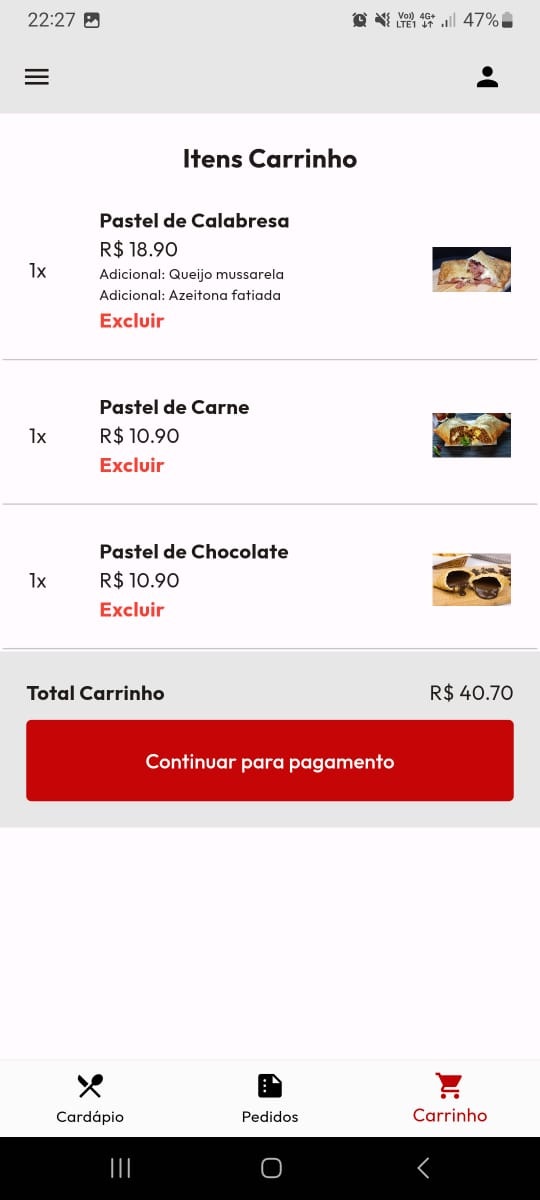 22:27 47%
Vo)) 4G+
LTE1
Itens Carrinho
Pastel de Calabresa
R$ 18.90
1x
Adicional: Queijo mussarela
Adicional: Azeitona fatiada
Excluir
Pastel de Carne
1x R$ 10.90
Excluir
Pastel de Chocolate
1x R$ 10.90
Excluir
Total Carrinho R$ 40.70
Continuar para pagamento
Cardápio Pedidos Carrinho